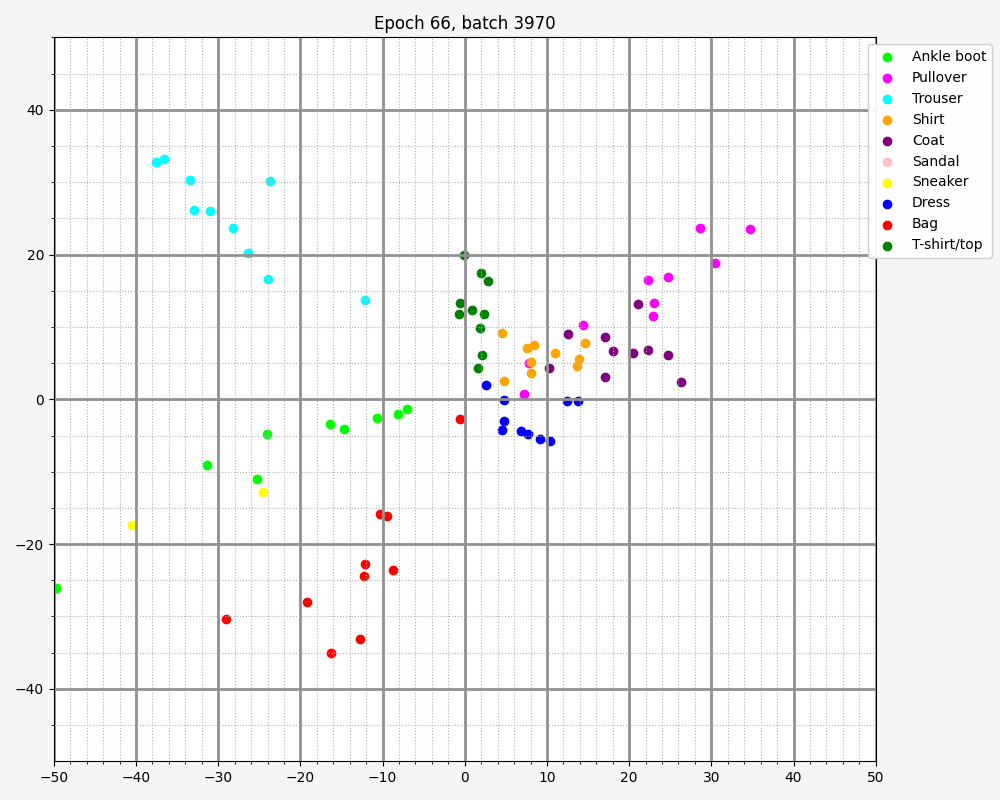 Epoch 66, batch 3970
Ankle boot
Pullover
Trouser
Shirt
Coat
Sandal
Sneaker
Dress
Bag
T-shirt/top
40
20
0
−20
−40
−50 −40 −30 −20 −10 0 10 20 30 40 50